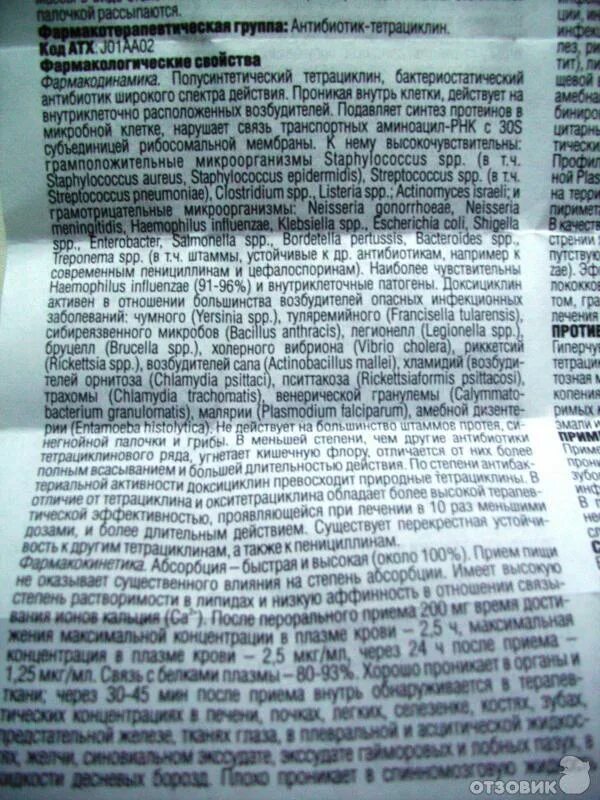 палочкой рассыпаются.
Фармакотерапевтическая группа: Антибиотик-тетрациклин.
Код АТХ. J01AA02
Фармакологические свойства
Фармакодинамика. Полусинтетический тетрациклин, бактериостатический
антибиотик широкого спектра действия. Проникая внутрь клетки, действует на
внутриклеточно расположенных возбудителей. Подавляет синтез протеинов в
микробной клетке, нарушает связь транспортных аминоацил-РНК с 30S
субъединицей рибосомальной мембраны. К нему высокочувствительны:
грамположительные микроорганизмы Staphylococcus spp. (в т.ч.
Staphylococcus aureus, Staphylococcus epidermidis), Streptococcus spp. (в т.ч.
Streptococcus pneumoniae), Clostridium spp., Listeria spp.; Actinomyces israeli; и
грамотрицательные микроорганизмы: Neisseria gonorrhoeae, Neisseria
meningitidis, Haemophilus influenzae, Klebsiella spp., Escherichia coli, Shigella
spp., Enterobacter, Salmonella spp., Bordetella pertussis, Bacteroides spp.,
Treponema spp. (в т.ч. штаммы, устойчивые к др. антибиотикам, например к
современным пенициллинам и цефалоспоринам). Наиболее чувствительны
Haemophilus influenzae (91-96%) и внутриклеточные патогены. Доксициклин
активен в отношении большинства возбудителей опасных инфекционных
заболеваний: чумного (Yersinia spp.), туляремийного (Francisella tularensis),
сибиреязвенного микробов (Bacillus anthracis), легионелл (Legionella spp.),
бруцелл (Brucella spp.), холерного вибриона (Vibrio cholera), риккетсий
(Rickettsia spp.), возбудителей сапа (Actinobacillus mallei), хламидий (возбуди-
телей орнитоза (Chlamydia psittaci), пситтакоза (Rickettsiaformis psittacosi),
трахомы (Chlamydia trachomatis), венерической гранулемы (Calymmato-
bacterium granulomatis), малярии (Plasmodium falciparum), амебной дизенте-
рии (Entamoeba histolytica). Не действует на большинство штаммов протея, си-
негнойной палочки и грибы. В меньшей степени, чем другие антибиотики
тетрациклинового ряда, угнетает кишечную флору, отличается от них более
полным всасыванием и большей длительностью действия. По степени антибак-
териальной активности доксициклин превосходит природные тетрациклины. В
отличие от тетрациклина и окситетрациклина обладает более высокой терапев-
тической эффективностью, проявляющейся при лечении в 10 раз меньшими
дозами, и более длительным действием. Существует перекрестная устойчи-
вость к другим тетрациклинам, а также к пенициллинам.
Фармакокинетика. Абсорбция – быстрая и высокая (около 100%). Прием пищи
не оказывает существенного влияния на степень абсорбции. Имеет высокую
степень растворимости в липидах и низкую аффинность в отношении связы-
вания ионов кальция (Ca²⁺). После перорального приема 200 мг время дости-
жения максимальной концентрации в плазме крови – 2,5 ч, максимальная
концентрация в плазме крови – 2,5 мкг/мл, через 24 ч после приема –
1,25 мкг/мл. Связь с белками плазмы – 80-93%. Хорошо проникает в органы и
ткани; через 30-45 мин после приема внутрь обнаруживается в терапев-
тических концентрациях в печени, почках, легких, селезенке, костях, зубах,
предстательной железе, тканях глаза, в плевральной и асцитической жидкос-
тях, желчи, синовиальном экссудате, экссудате гайморовых и лобных пазух, в
жидкости десневых борозд. Плохо проникает в спинномозговую
ОТЗОВИК